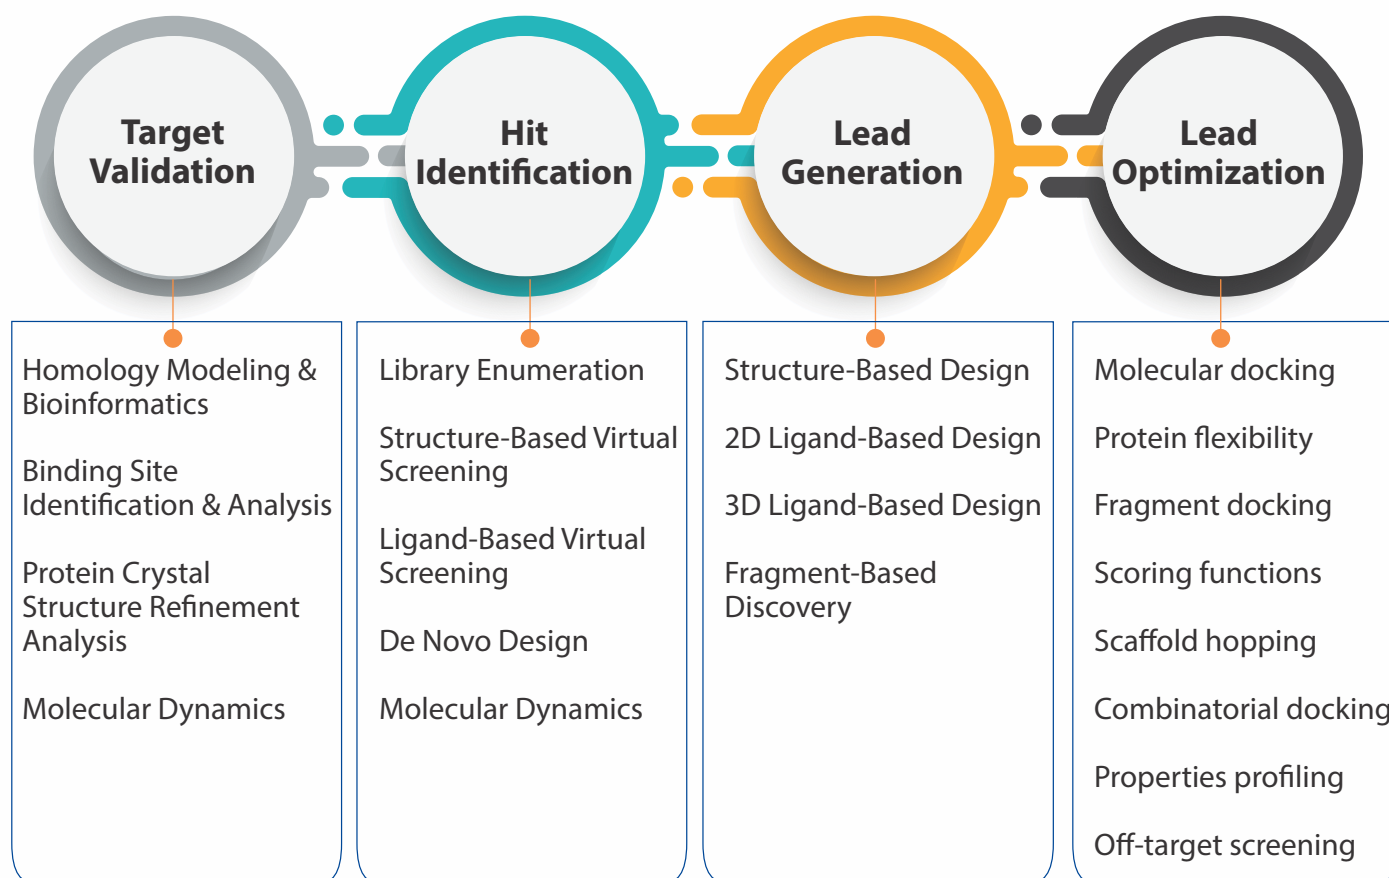 Target
Validation
Hit
Identification
Lead
Generation
Lead
Optimization
Homology Modeling &
Bioinformatics
Binding Site
Identification & Analysis
Protein Crystal
Structure Refinement
Analysis
Molecular Dynamics
Library Enumeration
Structure-Based Virtual
Screening
Ligand-Based Virtual
Screening
De Novo Design
Molecular Dynamics
Structure-Based Design
2D Ligand-Based Design
3D Ligand-Based Design
Fragment-Based
Discovery
Molecular docking
Protein flexibility
Fragment docking
Scoring functions
Scaffold hopping
Combinatorial docking
Properties profiling
Off-target screening